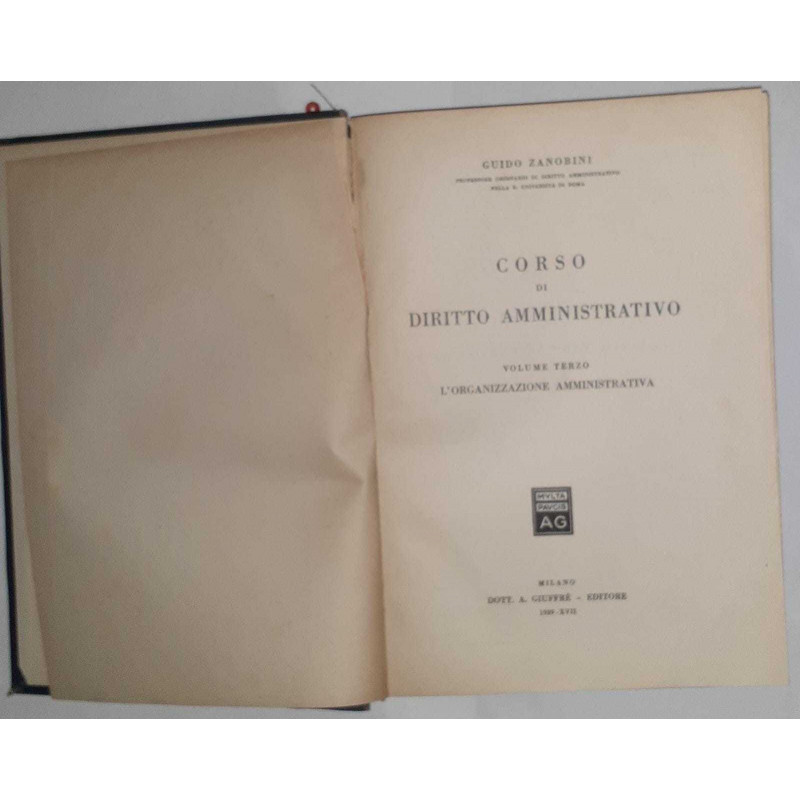 GUIDO ZANOBINI
PROFESSORE ORDINARIO DI DIRITTO AMMINISTRATIVO
NELLA R. UNIVERSITÀ DI ROMA
CORSO
DI
DIRITTO AMMINISTRATIVO
VOLUME TERZO
L'ORGANIZZAZIONE AMMINISTRATIVA
MVLTA
PAVCIS
AG
MILANO
DOTT. A. GIUFFRÈ - EDITORE
1939 - XVII